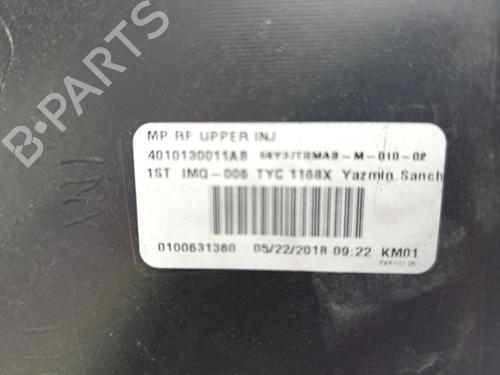 MP RF UPPER INJ
4010130011AB
1ST IMQ-006 TYC 1168X Yazmin Sanch
0100631380 05/22/2018 09:22 KM01
INJ